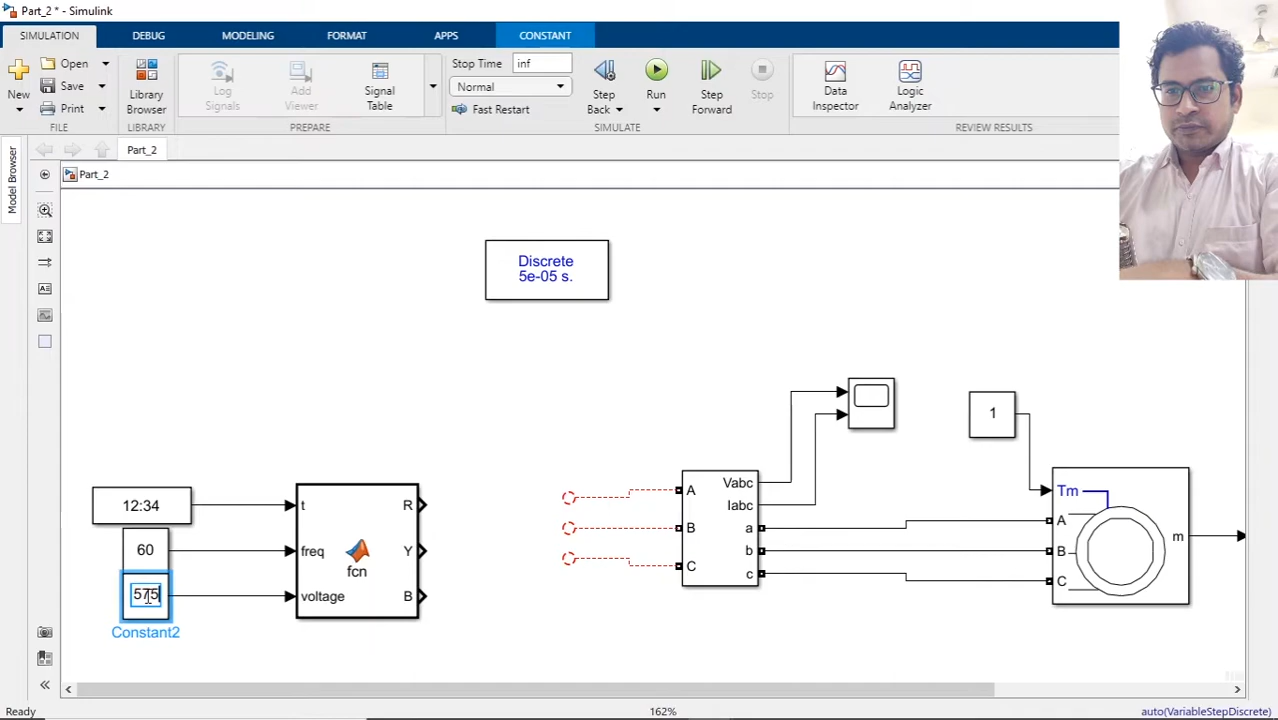 Part_2 * - Simulink
SIMULATION DEBUG MODELING FORMAT APPS CONSTANT
New Open Save Print FILE
Library Browser LIBRARY
Log Signals Add Viewer Signal Table PREPARE
Stop Time inf
Normal
Fast Restart
Step Back Run Step Forward Stop
SIMULATE
Data Inspector Logic Analyzer
REVIEW RESULTS
Model Browser
Part_2
Part_2
Discrete
5e-05 s.
12:34
60
575
Constant2
t
freq
voltage
fcn
R
Y
B
A
B
C
Vabc
Iabc
a
b
c
1
Tm
A
B
C
m
Ready 162% auto(VariableStepDiscrete)